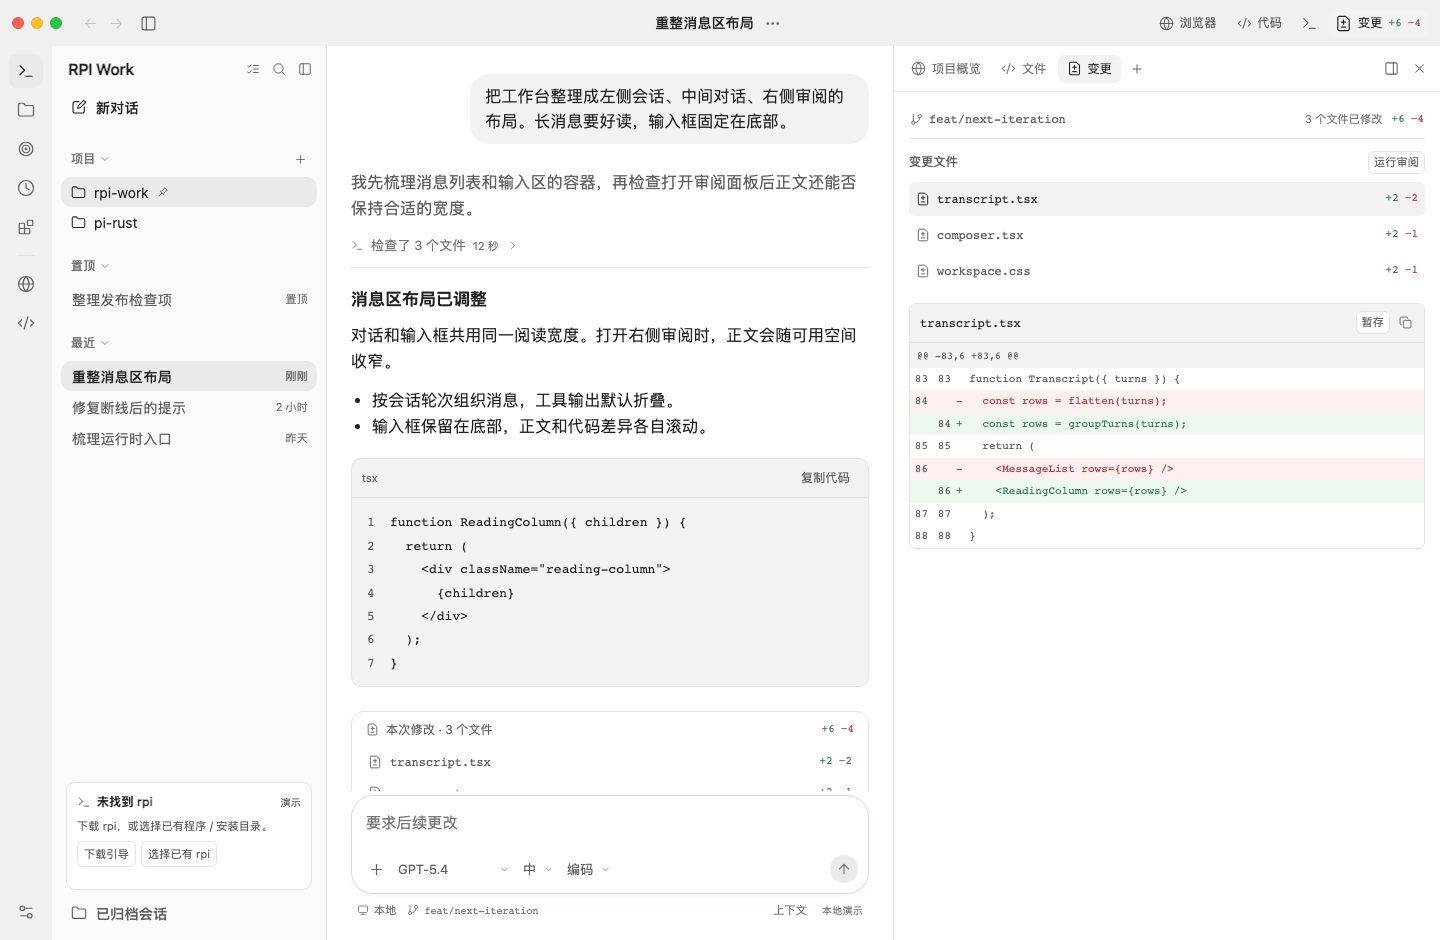 重整消息区布局 ···
浏览器
代码
变更 +6 −4
RPI Work
新对话
项目
rpi-work
pi-rust
置顶
整理发布检查项 置顶
最近
重整消息区布局 刚刚
修复断线后的提示 2 小时
梳理运行时入口 昨天
未找到 rpi 演示
下载 rpi，或选择已有程序 / 安装目录。
下载引导 选择已有 rpi
已归档会话
把工作台整理成左侧会话、中间对话、右侧审阅的
布局。长消息要好读，输入框固定在底部。
我先梳理消息列表和输入区的容器，再检查打开审阅面板后正文还能否
保持合适的宽度。
检查了 3 个文件 12 秒
消息区布局已调整
对话和输入框共用同一阅读宽度。打开右侧审阅时，正文会随可用空间
收窄。
• 按会话轮次组织消息，工具输出默认折叠。
• 输入框保留在底部，正文和代码差异各自滚动。
tsx 复制代码
1 function ReadingColumn({ children }) {
2 return (
3 <div className="reading-column">
4 {children}
5 </div>
6 );
7 }
本次修改 · 3 个文件 +6 −4
transcript.tsx +2 −2
要求后续更改
GPT-5.4 中 编码
本地 feat/next-iteration 上下文 本地演示
项目概览 文件 变更
feat/next-iteration 3 个文件已修改 +6 −4
变更文件 运行审阅
transcript.tsx +2 −2
composer.tsx +2 −1
workspace.css +2 −1
transcript.tsx 暂存
@@ −83,6 +83,6 @@
83 83 function Transcript({ turns }) {
84 − const rows = flatten(turns);
84 + const rows = groupTurns(turns);
85 85 return (
86 − <MessageList rows={rows} />
86 + <ReadingColumn rows={rows} />
87 87 );
88 88 }